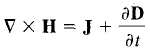 ∇ × H = J + ∂D/∂t